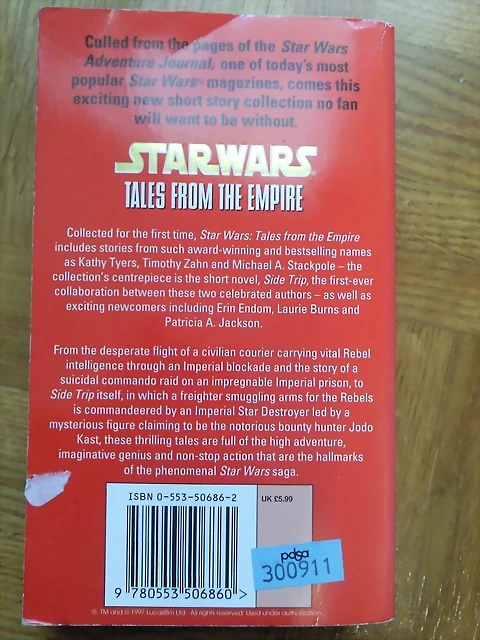 Culled from the pages of the Star Wars
Adventure Journal, one of today's most
popular Star Wars® magazines, comes this
exciting new short story collection no fan
will want to be without.
STAR WARS
TALES FROM THE EMPIRE
Collected for the first time, Star Wars: Tales from the Empire
includes stories from such award-winning and bestselling names
as Kathy Tyers, Timothy Zahn and Michael A. Stackpole – the
collection's centrepiece is the short novel, Side Trip, the first-ever
collaboration between these two celebrated authors – as well as
exciting newcomers including Erin Endom, Laurie Burns and
Patricia A. Jackson.
From the desperate flight of a civilian courier carrying vital Rebel
intelligence through an Imperial blockade and the story of a
suicidal commando raid on an impregnable Imperial prison, to
Side Trip itself, in which a freighter smuggling arms for the Rebels
is commandeered by an Imperial Star Destroyer led by a
mysterious figure claiming to be the notorious bounty hunter Jodo
Kast, these thrilling tales are full of the high adventure,
imaginative genius and non-stop action that are the hallmarks
of the phenomenal Star Wars saga.
ISBN 0-553-50686-2
UK £5.99
9 780553 506860 >
pdsa
300911
®, TM and © 1997 Lucasfilm Ltd. All rights reserved. Used under authorization.